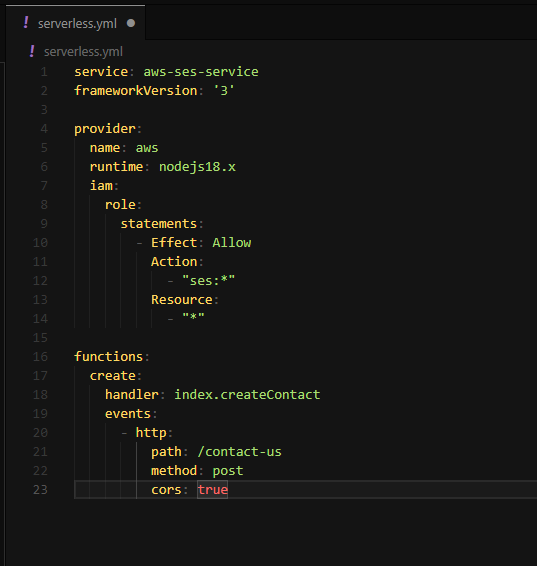 ! serverless.yml ●
! serverless.yml
1 service: aws-ses-service
2 frameworkVersion: '3'
3
4 provider:
5   name: aws
6   runtime: nodejs18.x
7   iam:
8     role:
9       statements:
10         - Effect: Allow
11           Action:
12             - "ses:*"
13           Resource:
14             - "*"
15
16 functions:
17   create:
18     handler: index.createContact
19     events:
20       - http:
21           path: /contact-us
22           method: post
23           cors: true